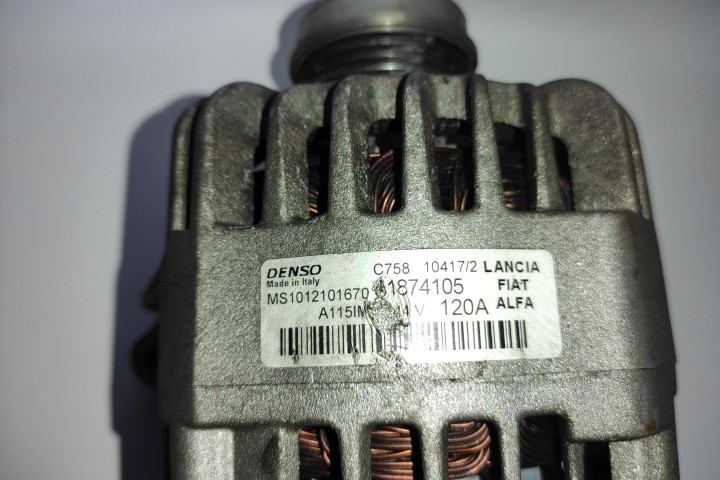 DENSO C758 10417/2 LANCIA
Made in Italy FIAT
MS1012101670 1874105
A115IM V 120A ALFA